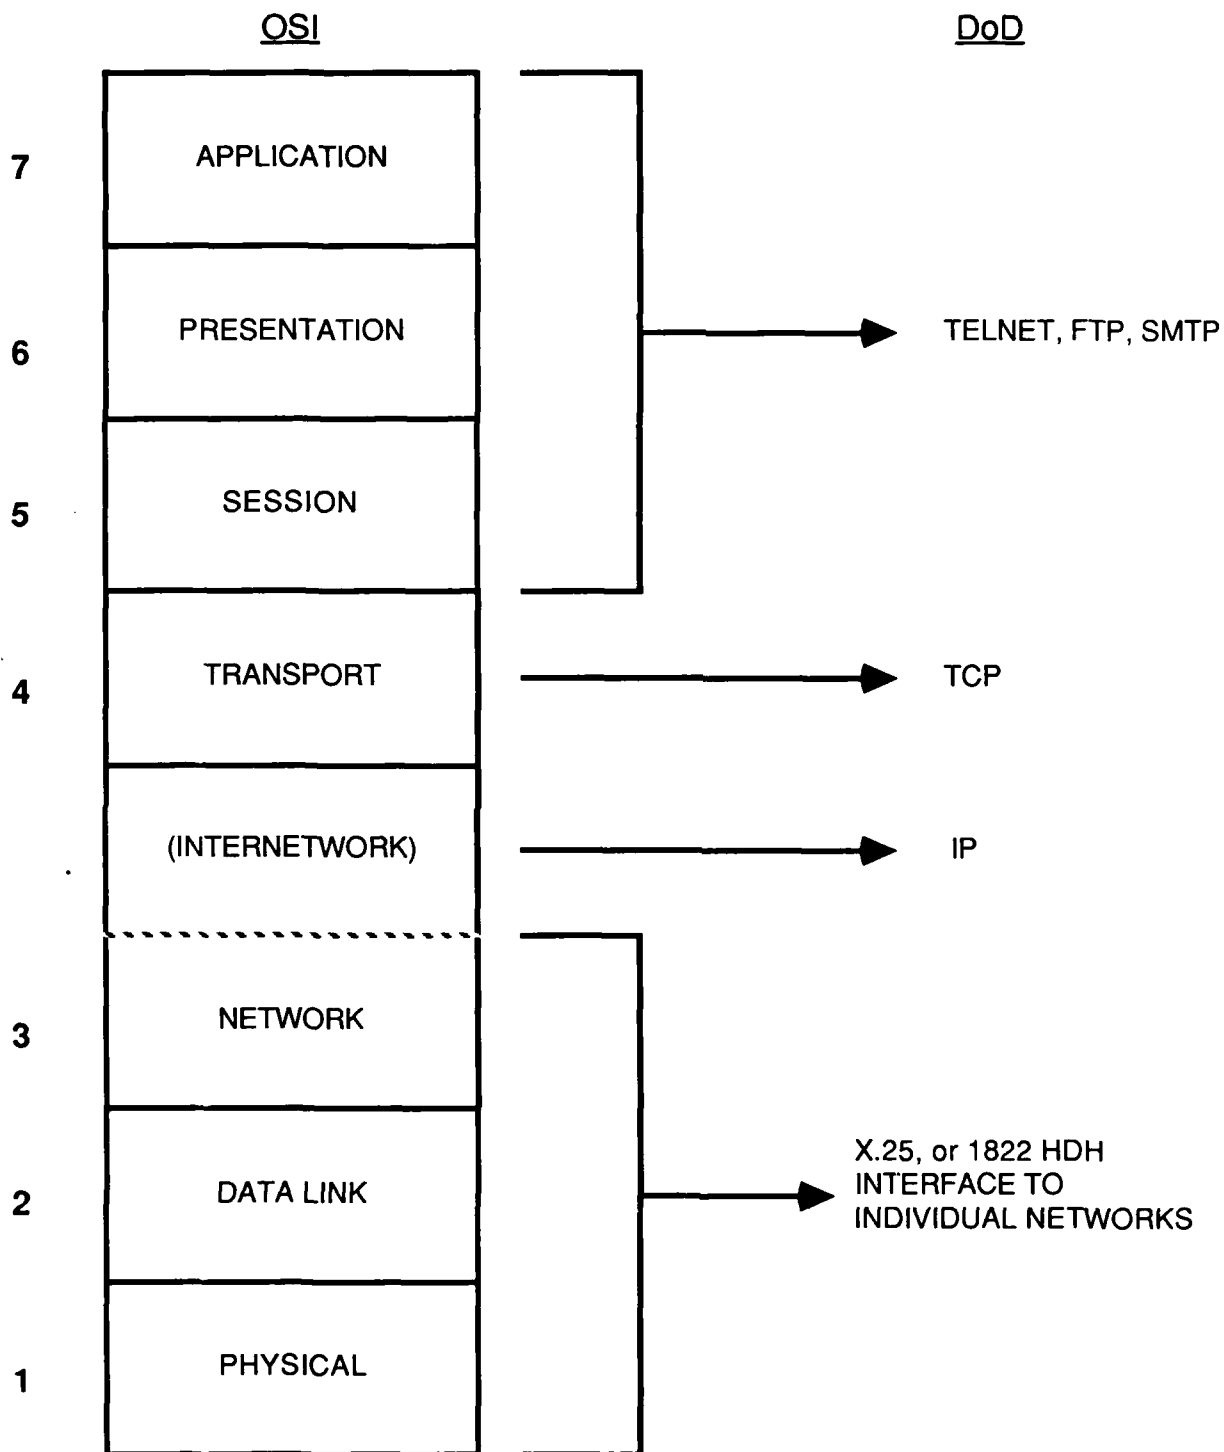 OSI DoD
7 APPLICATION
6 PRESENTATION TELNET, FTP, SMTP
5 SESSION
4 TRANSPORT TCP
(INTERNETWORK) IP
3 NETWORK
2 DATA LINK
X.25, or 1822 HDH
INTERFACE TO
INDIVIDUAL NETWORKS
1 PHYSICAL